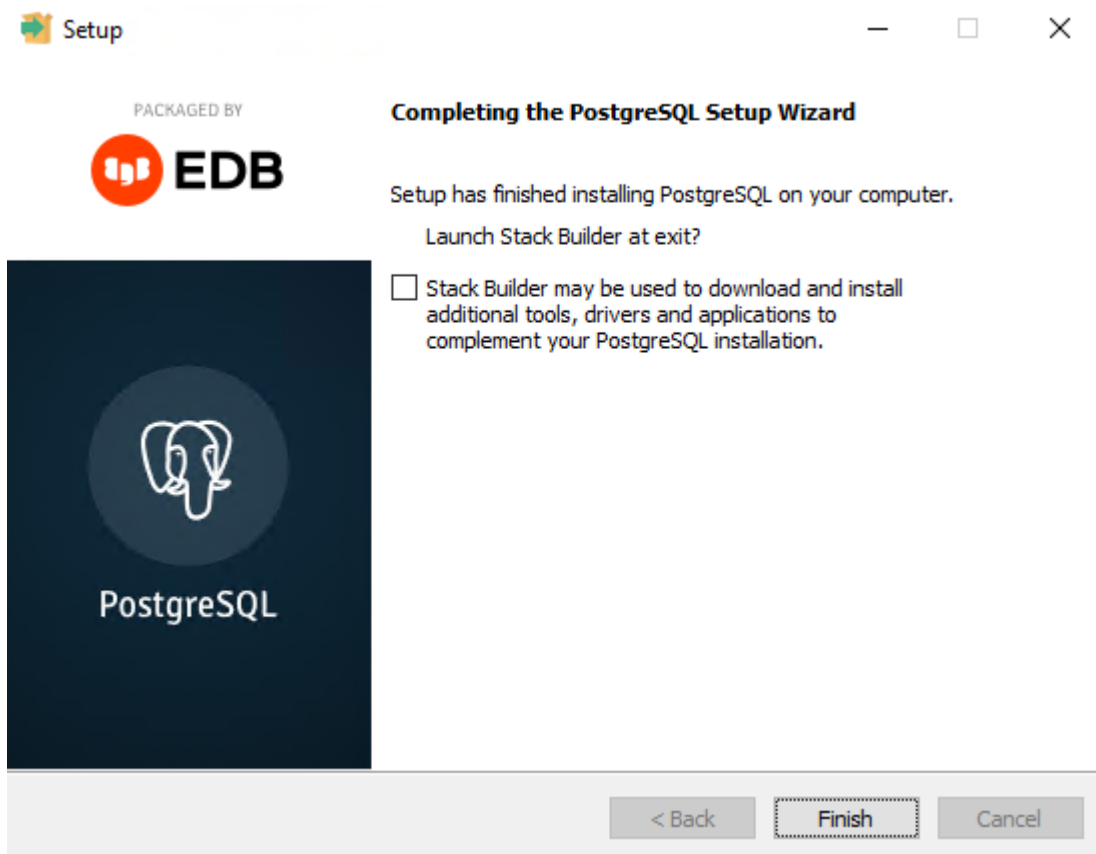 Setup
PACKAGED BY
EDB
Completing the PostgreSQL Setup Wizard
Setup has finished installing PostgreSQL on your computer.
Launch Stack Builder at exit?
Stack Builder may be used to download and install
additional tools, drivers and applications to
complement your PostgreSQL installation.
PostgreSQL
< Back
Finish
Cancel